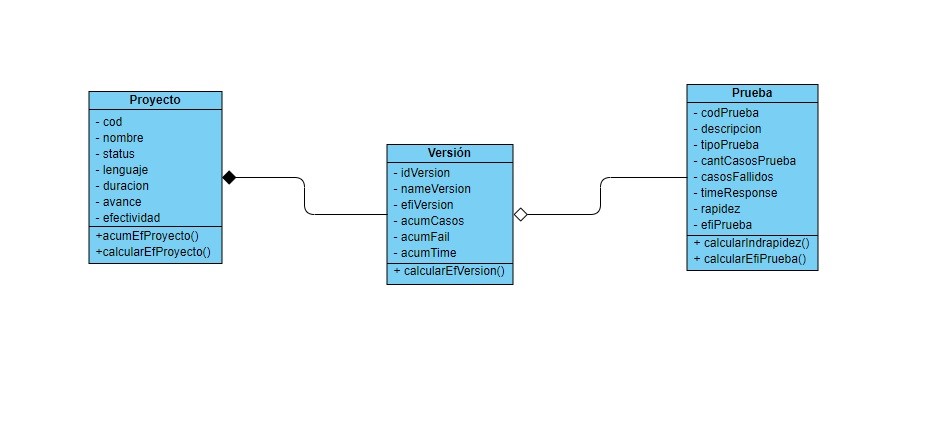 Proyecto
- cod
- nombre
- status
- lenguaje
- duracion
- avance
- efectividad
+acumEfProyecto()
+calcularEfProyecto()
Versión
- idVersion
- nameVersion
- efiVersion
- acumCasos
- acumFail
- acumTime
+ calcularEfVersion()
Prueba
- codPrueba
- descripcion
- tipoPrueba
- cantCasosPrueba
- casosFallidos
- timeResponse
- rapidez
- efiPrueba
+ calcularIndrapidez()
+ calcularEfiPrueba()